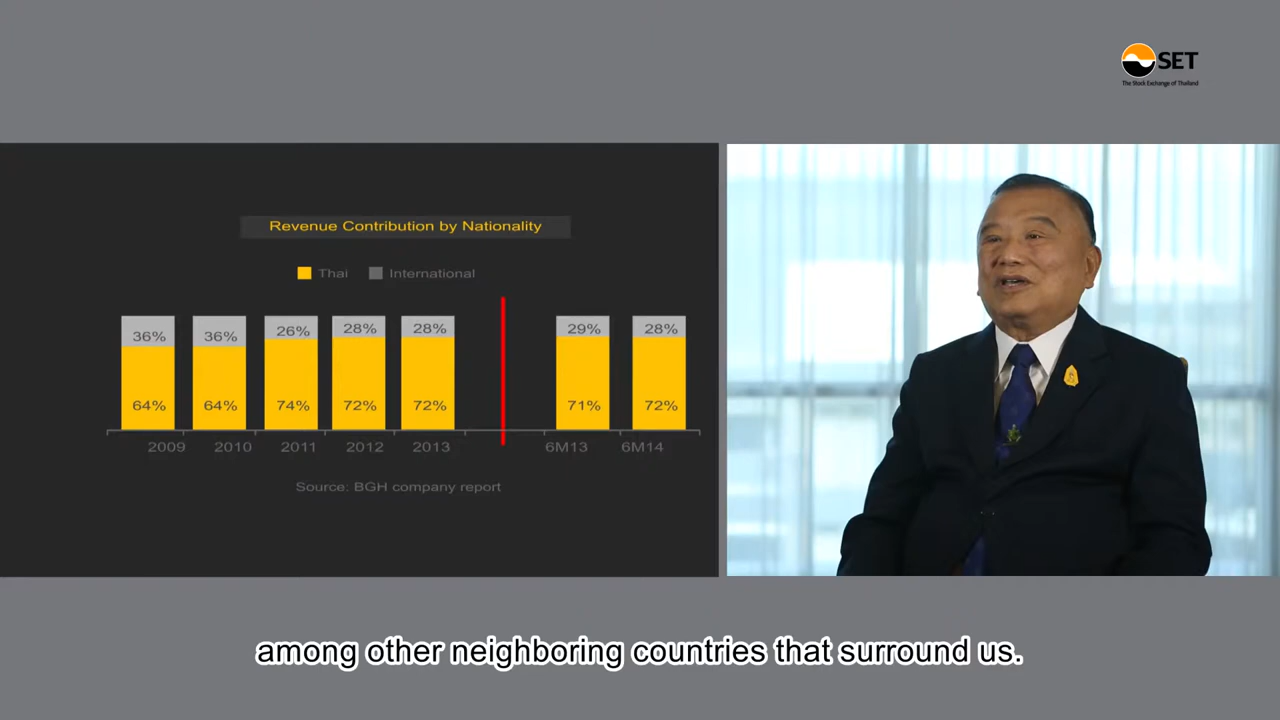 SET
The Stock Exchange of Thailand
Revenue Contribution by Nationality
Thai International
36% 36% 26% 28% 28% 29% 28%
64% 64% 74% 72% 72% 71% 72%
2009 2010 2011 2012 2013 6M13 6M14
Source: BGH company report
among other neighboring countries that surround us.